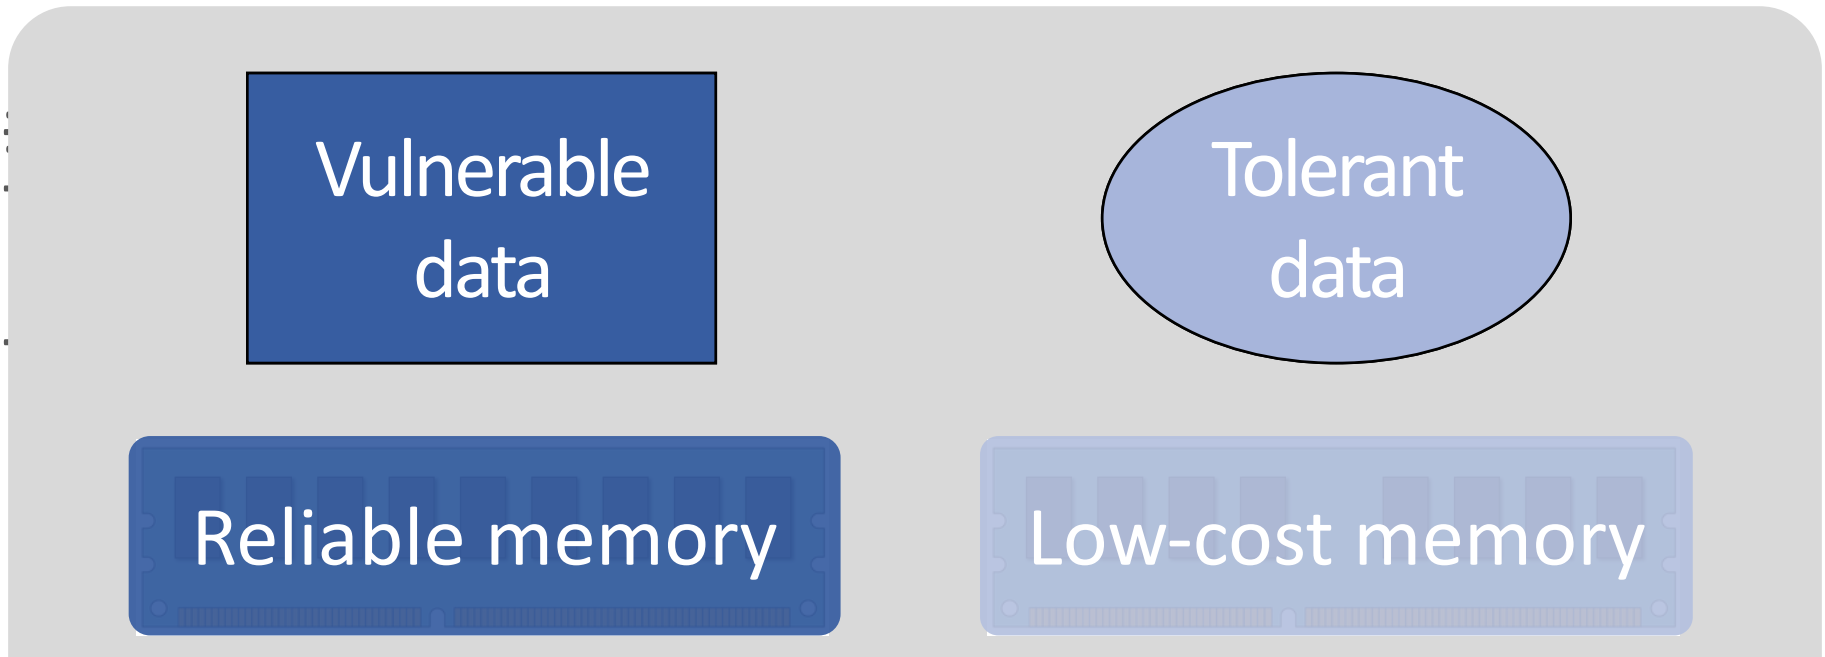 Vulnerable
data
Tolerant
data
Reliable memory
Low-cost memory